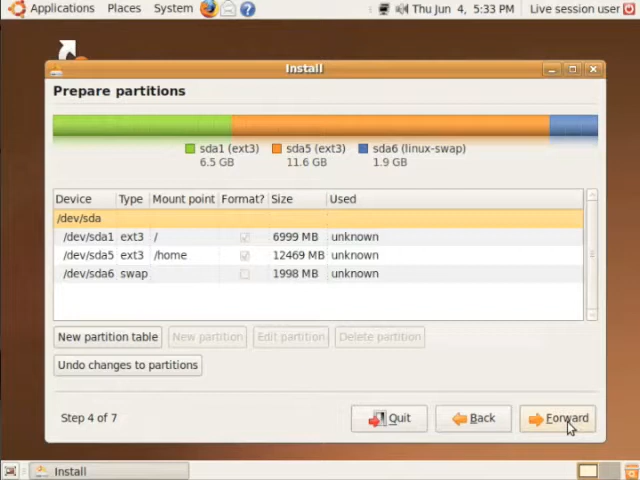 Applications Places System Thu Jun 4, 5:33 PM Live session user
Install
Prepare partitions
sda1 (ext3) sda5 (ext3) sda6 (linux-swap)
6.5 GB 11.6 GB 1.9 GB
Device Type Mount point Format? Size Used
/dev/sda
/dev/sda1 ext3 / 6999 MB unknown
/dev/sda5 ext3 /home 12469 MB unknown
/dev/sda6 swap 1998 MB unknown
New partition table New partition Edit partition Delete partition
Undo changes to partitions
Step 4 of 7 Quit Back Forward
Install